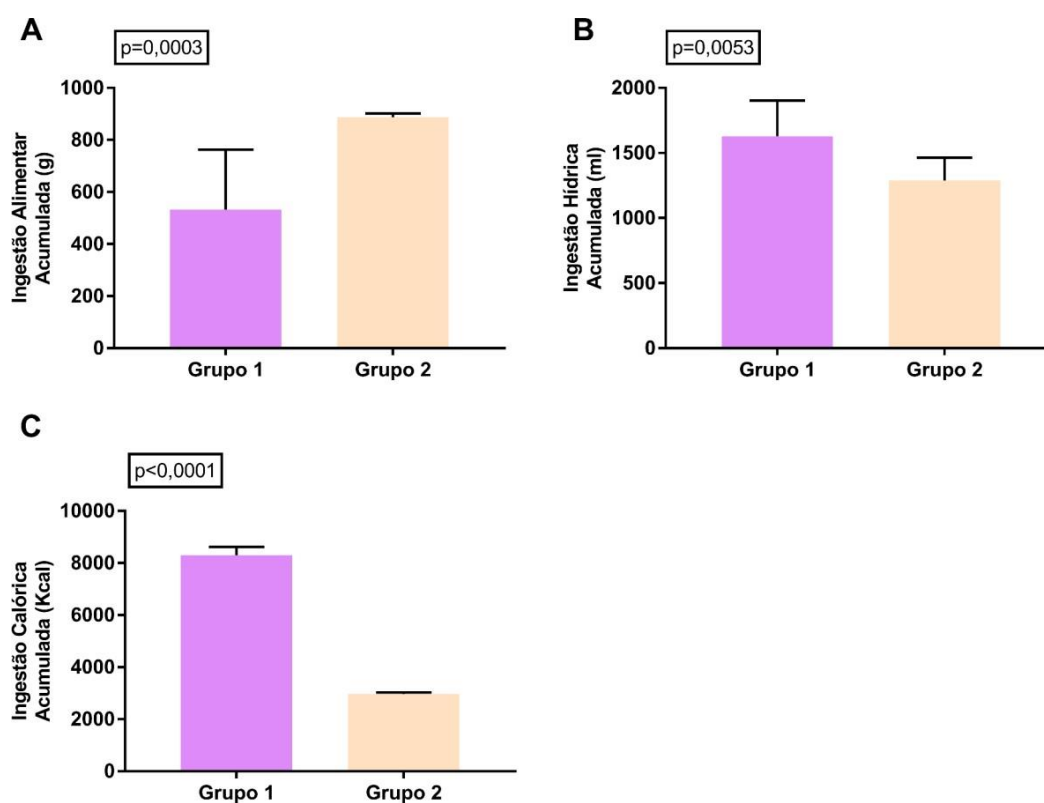 A
p=0,0003
Ingestão Alimentar
Acumulada (g)
1000
800
600
400
200
0
Grupo 1
Grupo 2
B
p=0,0053
Ingestão Hídrica
Acumulada (ml)
2000
1500
1000
500
0
Grupo 1
Grupo 2
C
p<0,0001
Ingestão Calórica
Acumulada (Kcal)
10000
8000
6000
4000
2000
0
Grupo 1
Grupo 2